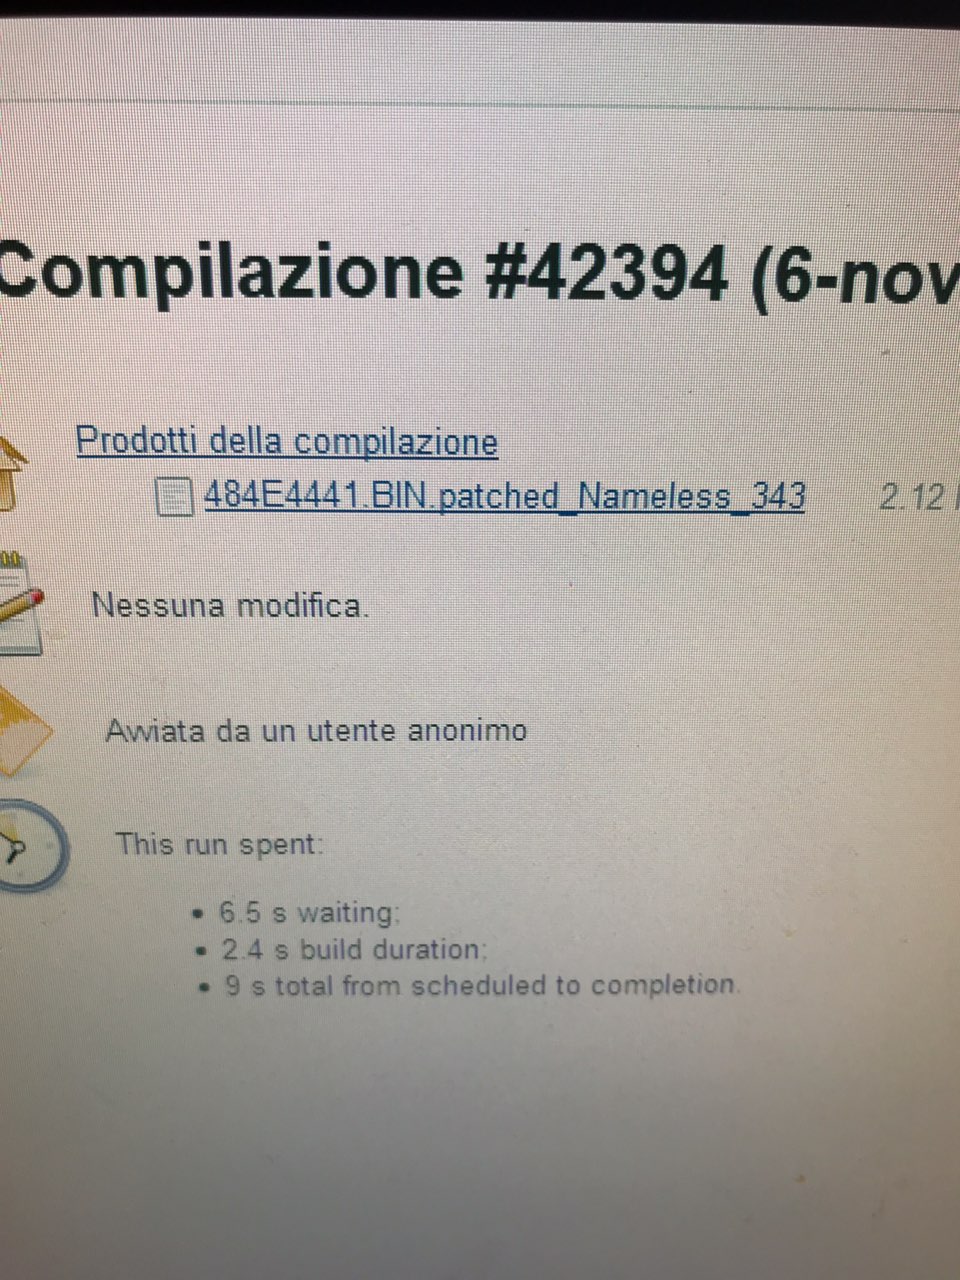 Compilazione #42394 (6-nov
Prodotti della compilazione
484E4441.BIN.patched_Nameless_343 2.12
Nessuna modifica.
Avviata da un utente anonimo
This run spent:
• 6.5 s waiting;
• 2.4 s build duration;
• 9 s total from scheduled to completion.